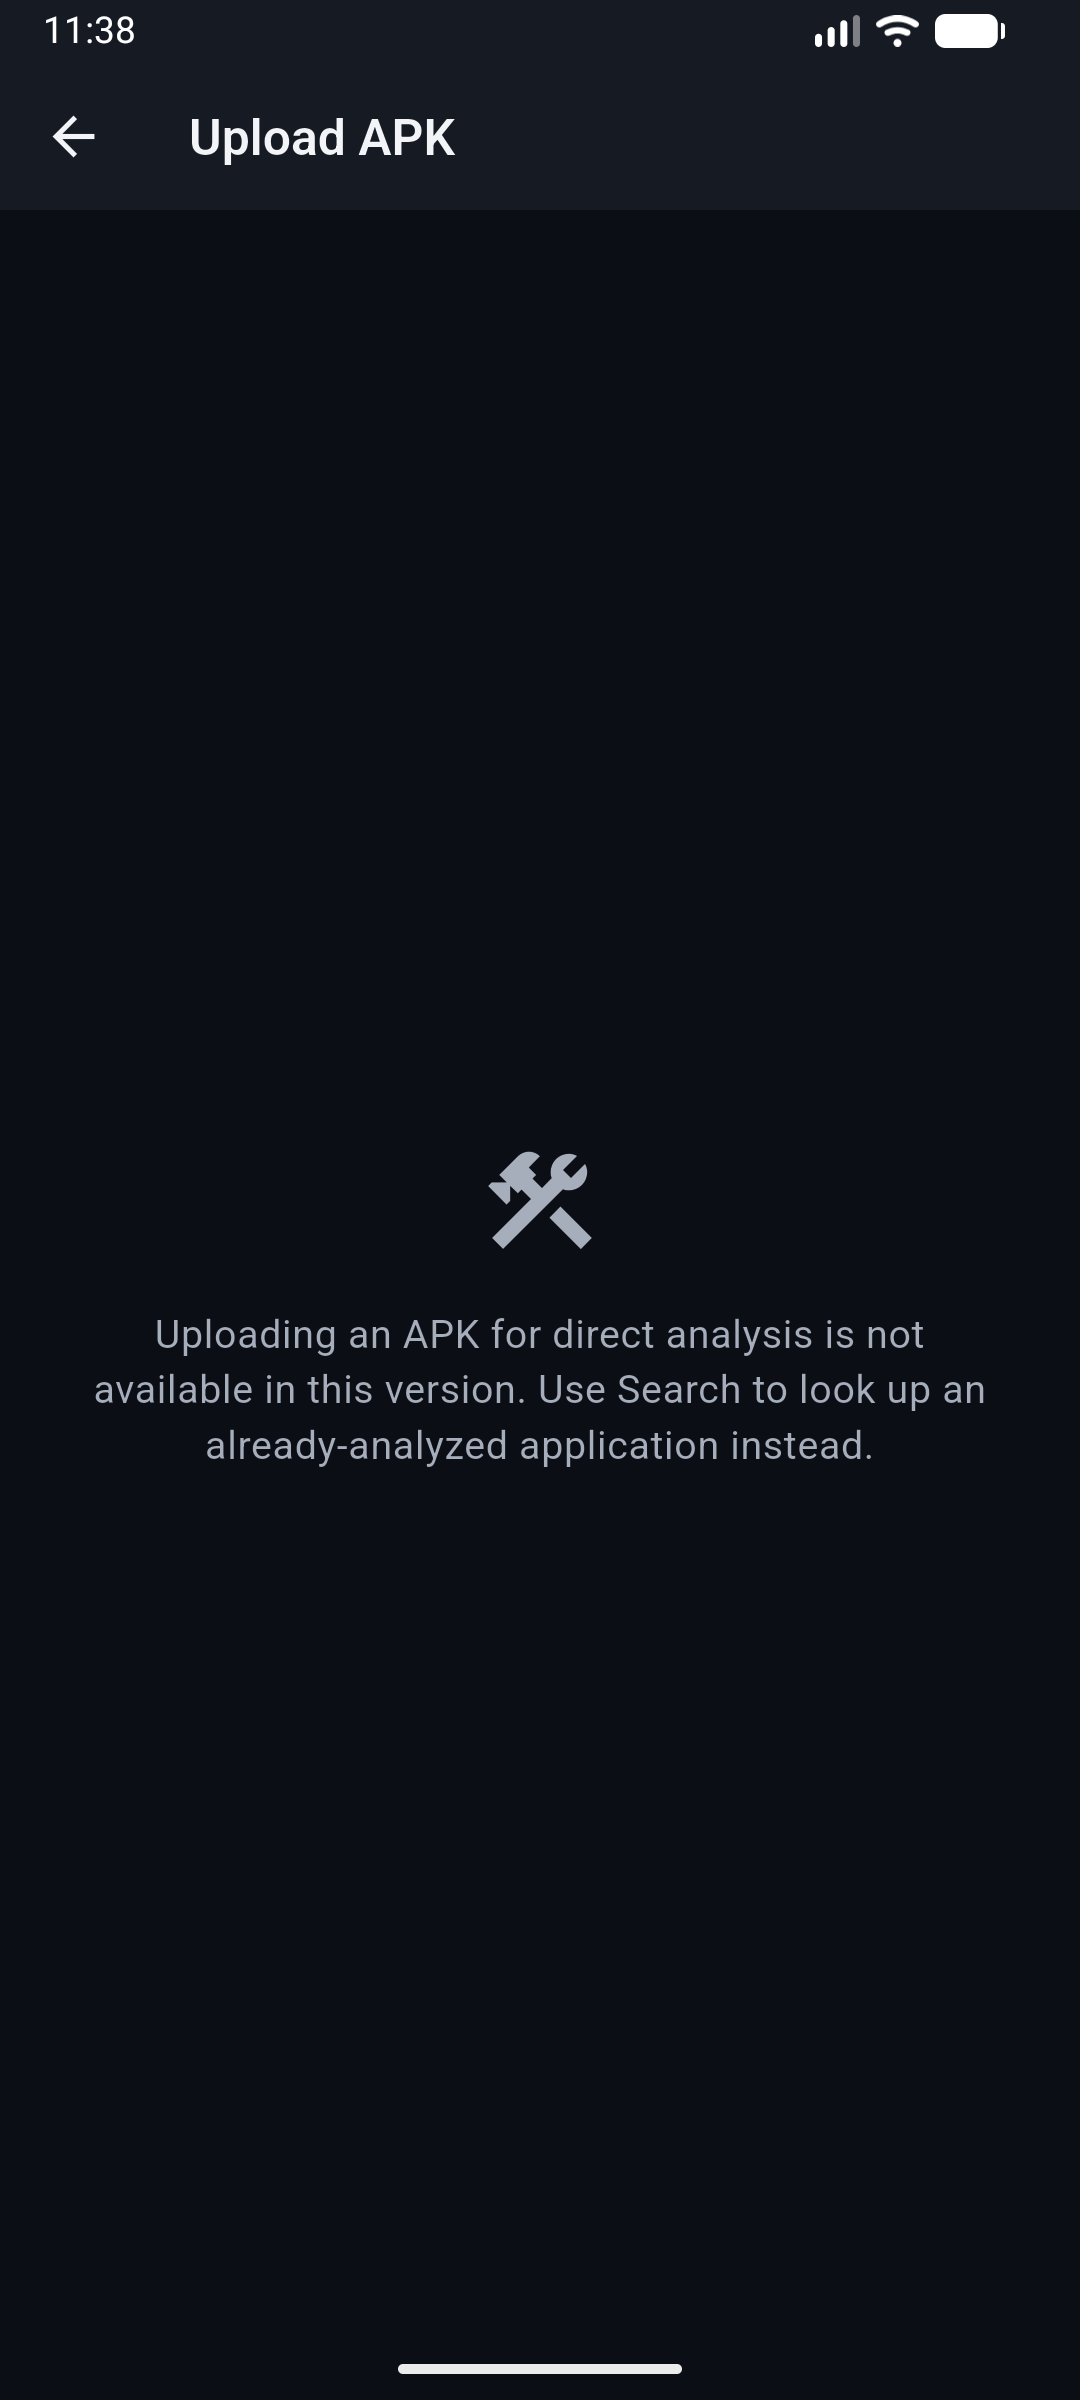 11:38
Upload APK
Uploading an APK for direct analysis is not
available in this version. Use Search to look up an
already-analyzed application instead.